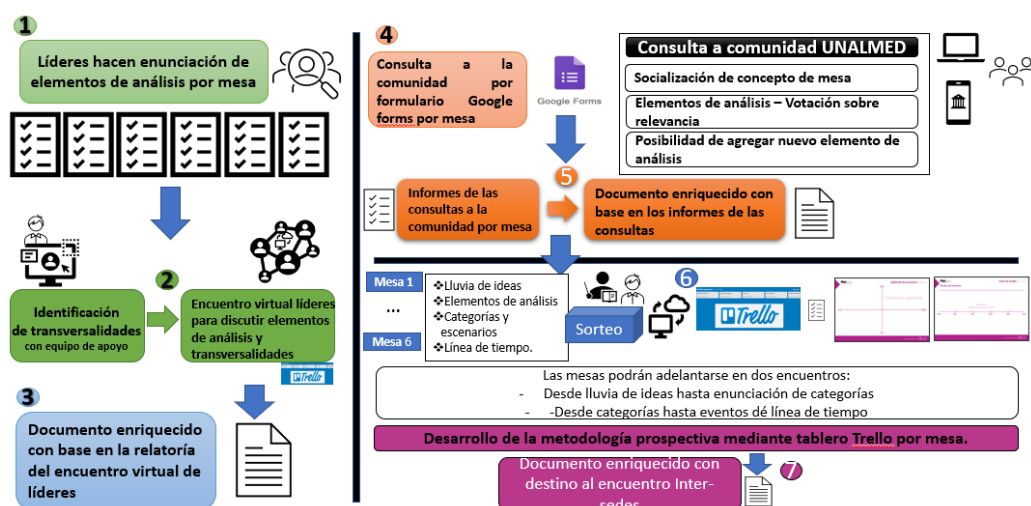 1
Líderes hacen enunciación de
elementos de análisis por mesa
2
Identificación
de transversalidades
con equipo de apoyo
Encuentro virtual líderes
para discutir elementos
de análisis y
transversalidades
Trello
3
Documento enriquecido
con base en la relatoría
del encuentro virtual de
líderes
4
Consulta a la
comunidad por
formulario Google
forms por mesa
Google Forms
Consulta a comunidad UNALMED
Socialización de concepto de mesa
Elementos de análisis – Votación sobre
relevancia
Posibilidad de agregar nuevo elemento de
análisis
5
Informes de las
consultas a la
comunidad por mesa
Documento enriquecido con
base en los informes de las
consultas
Mesa 1
...
Mesa 6
❖Lluvia de ideas
❖Elementos de análisis
❖Categorías y
escenarios
❖Línea de tiempo.
Sorteo
6
Trello
Las mesas podrán adelantarse en dos encuentros:
- Desde lluvia de ideas hasta enunciación de categorías
- -Desde categorías hasta eventos dé línea de tiempo
Desarrollo de la metodología prospectiva mediante tablero Trello por mesa.
7
Documento enriquecido con
destino al encuentro Inter-
sedes